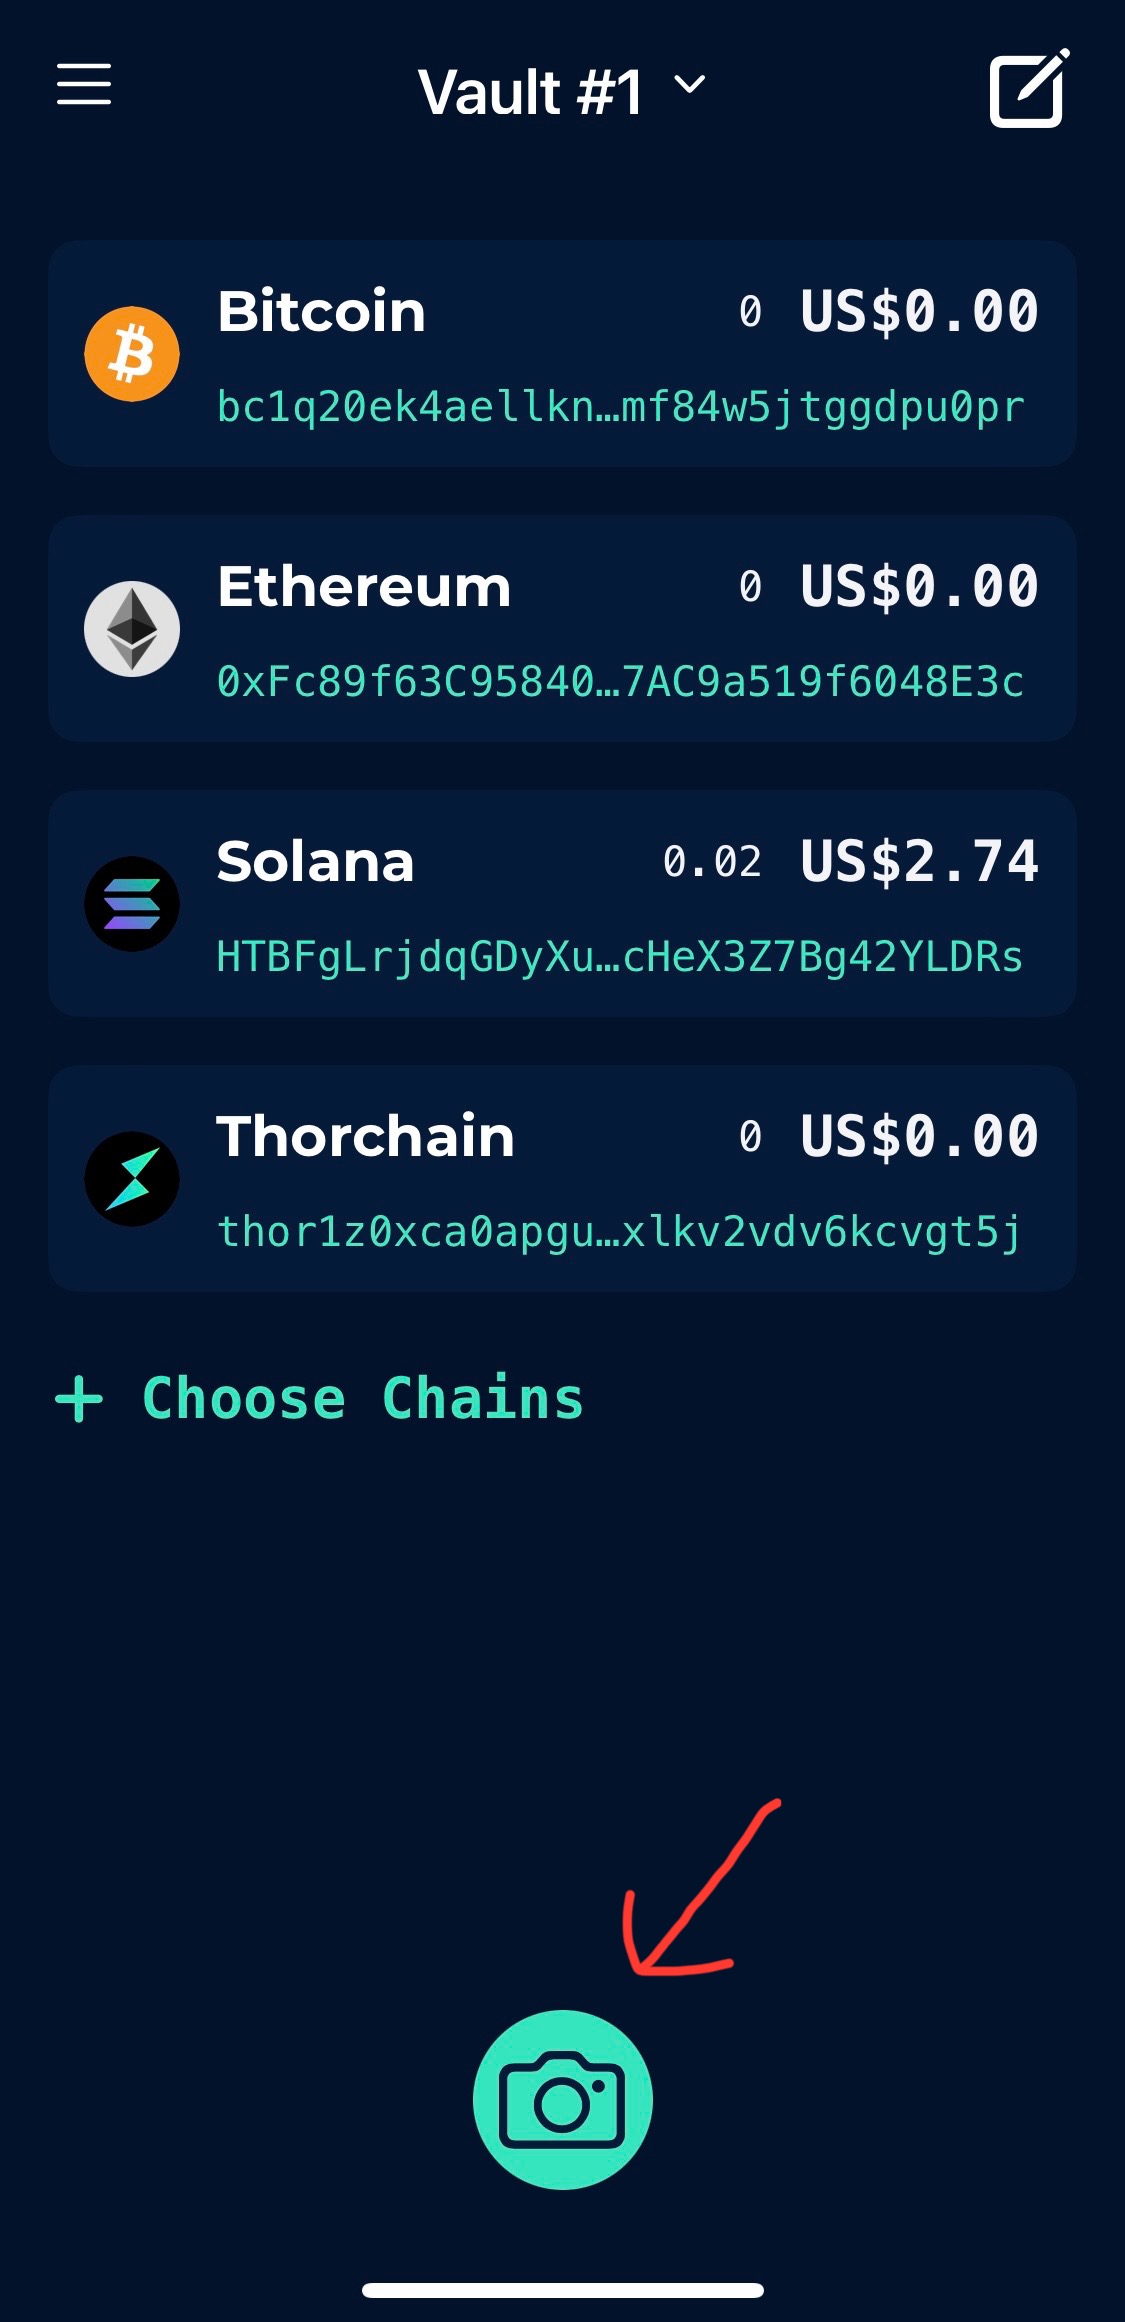 Vault #1
Bitcoin 0 US$0.00
bc1q20ek4aellkn…mf84w5jtggdpu0pr
Ethereum 0 US$0.00
0xFc89f63C95840…7AC9a519f6048E3c
Solana 0.02 US$2.74
HTBFgLrjdqGDyXu…cHeX3Z7Bg42YLDRs
Thorchain 0 US$0.00
thor1z0xca0apgu…xlkv2vdv6kcvgt5j
+ Choose Chains